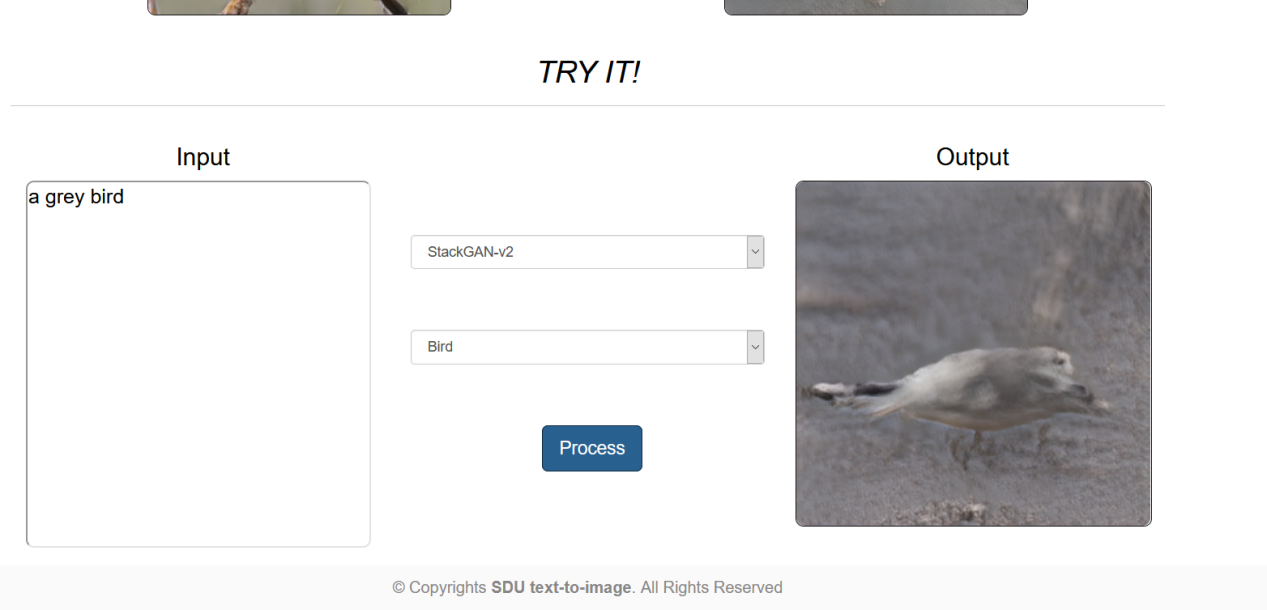 TRY IT!
Input
Output
a grey bird
StackGAN-v2
Bird
Process
© Copyrights SDU text-to-image. All Rights Reserved